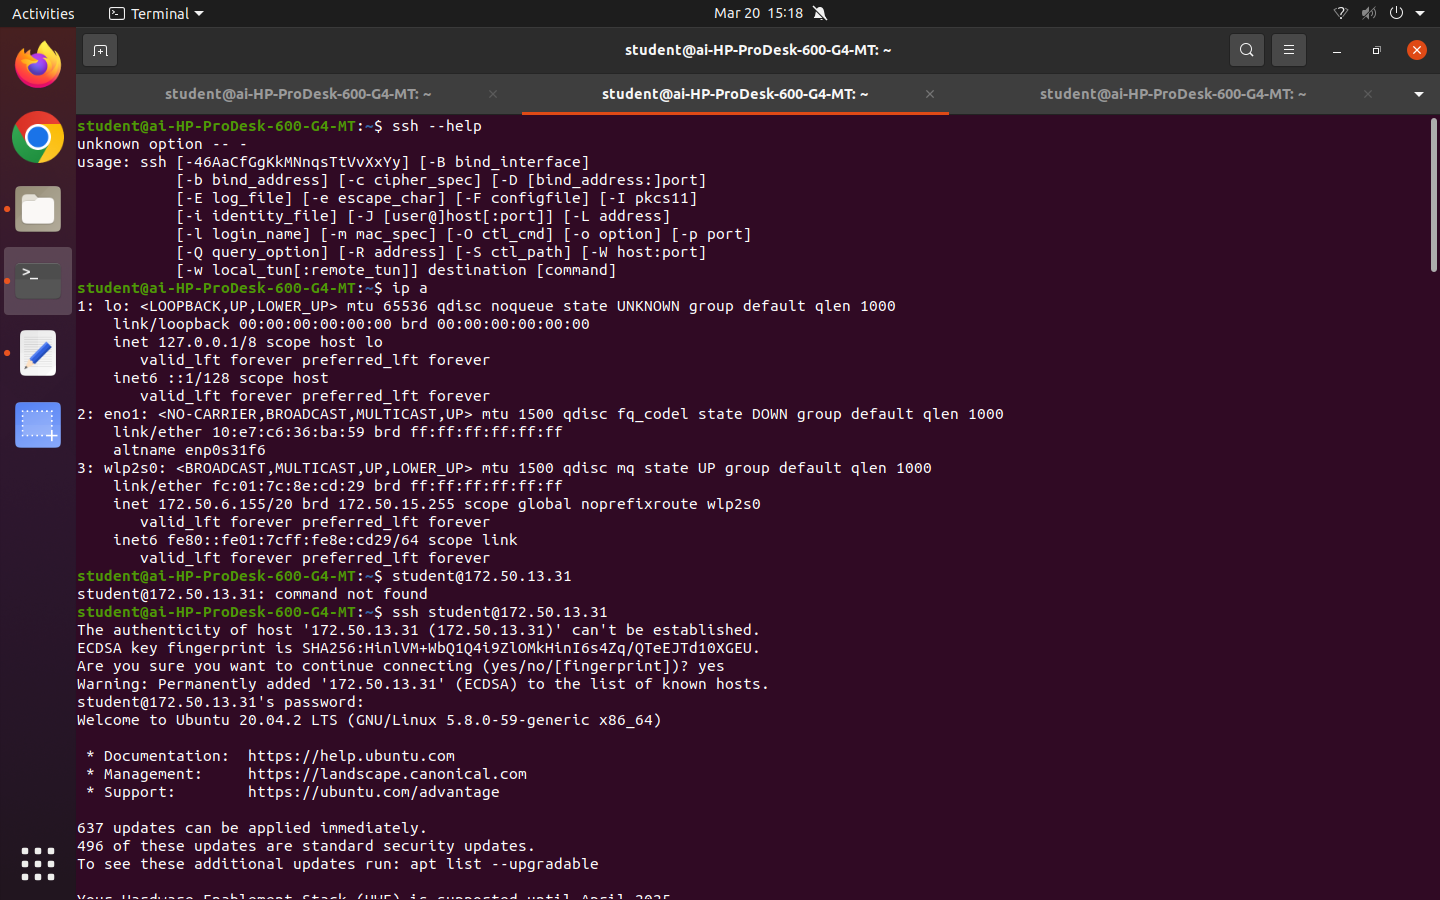 Activities
Terminal
Mar 20 15:18
student@ai-HP-ProDesk-600-G4-MT: ~
student@ai-HP-ProDesk-600-G4-MT: ~
student@ai-HP-ProDesk-600-G4-MT: ~
student@ai-HP-ProDesk-600-G4-MT: ~
student@ai-HP-ProDesk-600-G4-MT:~$ ssh --help
unknown option -- -
usage: ssh [-46AaCfGgKkMNnqsTtVvXxYy] [-B bind_interface]
           [-b bind_address] [-c cipher_spec] [-D [bind_address:]port]
           [-E log_file] [-e escape_char] [-F configfile] [-I pkcs11]
           [-i identity_file] [-J [user@]host[:port]] [-L address]
           [-l login_name] [-m mac_spec] [-O ctl_cmd] [-o option] [-p port]
           [-Q query_option] [-R address] [-S ctl_path] [-W host:port]
           [-w local_tun[:remote_tun]] destination [command]
student@ai-HP-ProDesk-600-G4-MT:~$ ip a
1: lo: <LOOPBACK,UP,LOWER_UP> mtu 65536 qdisc noqueue state UNKNOWN group default qlen 1000
    link/loopback 00:00:00:00:00:00 brd 00:00:00:00:00:00
    inet 127.0.0.1/8 scope host lo
       valid_lft forever preferred_lft forever
    inet6 ::1/128 scope host
       valid_lft forever preferred_lft forever
2: eno1: <NO-CARRIER,BROADCAST,MULTICAST,UP> mtu 1500 qdisc fq_codel state DOWN group default qlen 1000
    link/ether 10:e7:c6:36:ba:59 brd ff:ff:ff:ff:ff:ff
    altname enp0s31f6
3: wlp2s0: <BROADCAST,MULTICAST,UP,LOWER_UP> mtu 1500 qdisc mq state UP group default qlen 1000
    link/ether fc:01:7c:8e:cd:29 brd ff:ff:ff:ff:ff:ff
    inet 172.50.6.155/20 brd 172.50.15.255 scope global noprefixroute wlp2s0
       valid_lft forever preferred_lft forever
    inet6 fe80::fe01:7cff:fe8e:cd29/64 scope link
       valid_lft forever preferred_lft forever
student@ai-HP-ProDesk-600-G4-MT:~$ student@172.50.13.31
student@172.50.13.31: command not found
student@ai-HP-ProDesk-600-G4-MT:~$ ssh student@172.50.13.31
The authenticity of host '172.50.13.31 (172.50.13.31)' can't be established.
ECDSA key fingerprint is SHA256:HinlVM+WbQ1Q4i9ZlOMkHinI6s4Zq/QTeEJTd10XGEU.
Are you sure you want to continue connecting (yes/no/[fingerprint])? yes
Warning: Permanently added '172.50.13.31' (ECDSA) to the list of known hosts.
student@172.50.13.31's password:
Welcome to Ubuntu 20.04.2 LTS (GNU/Linux 5.8.0-59-generic x86_64)
 * Documentation:  https://help.ubuntu.com
 * Management:     https://landscape.canonical.com
 * Support:        https://ubuntu.com/advantage
637 updates can be applied immediately.
496 of these updates are standard security updates.
To see these additional updates run: apt list --upgradable
Your Hardware Enablement Stack (HWE) is supported until April 2025.